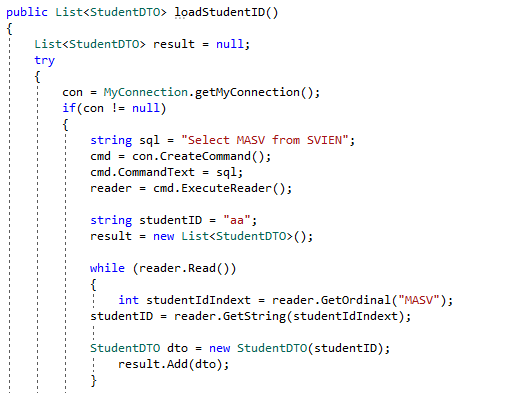 public List<StudentDTO> loadStudentID()
{
List<StudentDTO> result = null;
try
{
con = MyConnection.getMyConnection();
if(con != null)
{
string sql = "Select MASV from SVIEN";
cmd = con.CreateCommand();
cmd.CommandText = sql;
reader = cmd.ExecuteReader();
string studentID = "aa";
result = new List<StudentDTO>();
while (reader.Read())
{
int studentIdIndext = reader.GetOrdinal("MASV");
studentID = reader.GetString(studentIdIndext);
StudentDTO dto = new StudentDTO(studentID);
result.Add(dto);
}